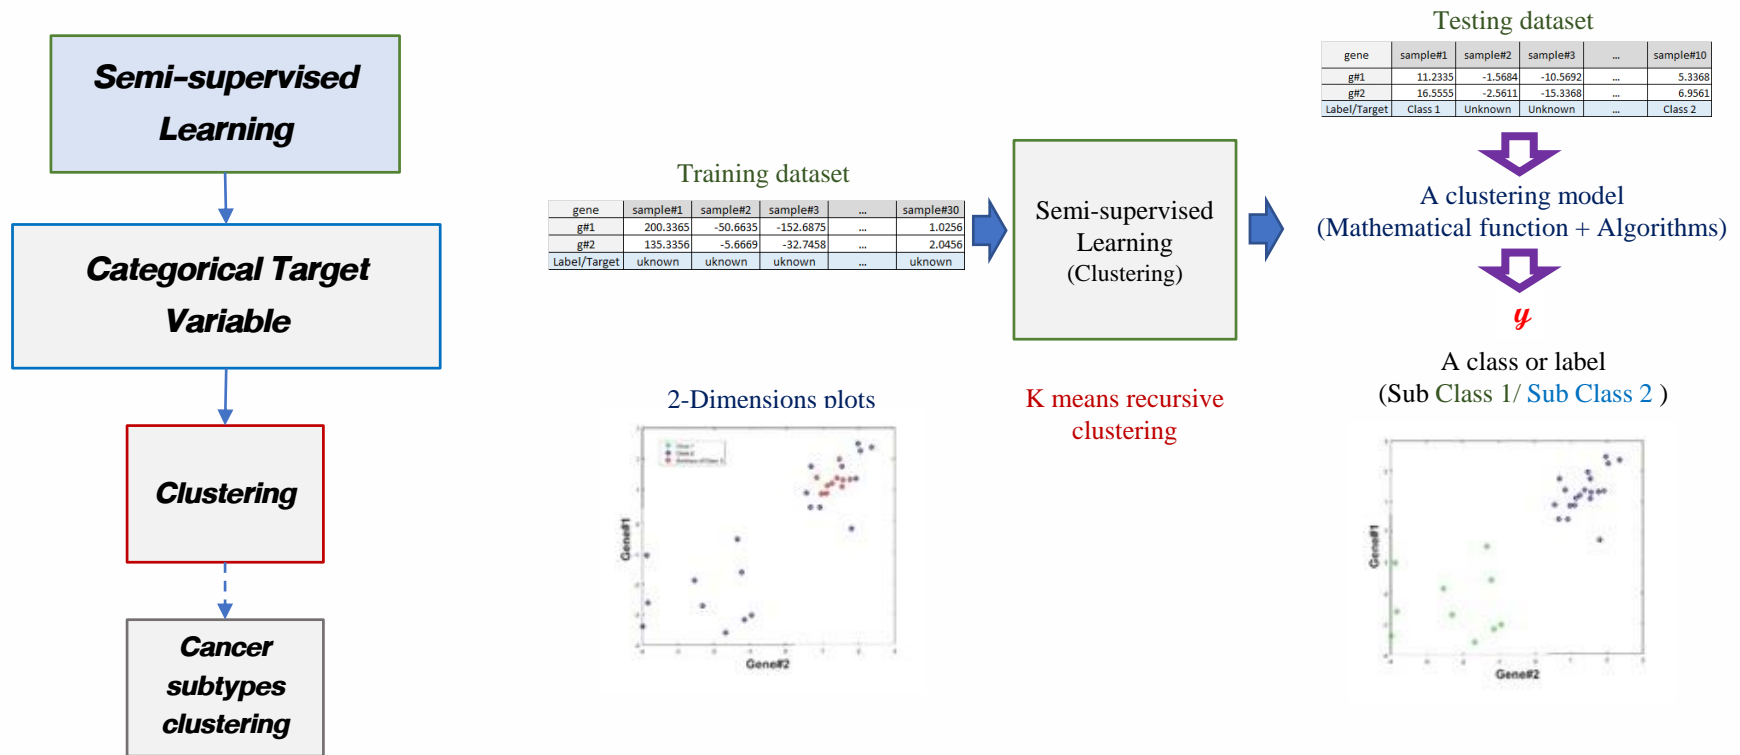 Semi-supervised
Learning
Categorical Target
Variable
Clustering
Cancer
subtypes
clustering
Training dataset
gene sample#1 sample#2 sample#3 ... sample#30
g#1 200.3365 -50.6635 -152.6875 ... 1.0256
g#2 135.3356 -5.6669 -32.7458 ... 2.0456
Label/Target uknown uknown uknown ... uknown
Semi-supervised
Learning
(Clustering)
Testing dataset
gene sample#1 sample#2 sample#3 ... sample#10
g#1 11.2335 -1.5684 -10.5692 ... 5.3368
g#2 16.5555 -2.5611 -15.3368 ... 6.9561
Label/Target Class 1 Unknown Unknown ... Class 2
A clustering model
(Mathematical function + Algorithms)
y
A class or label
(Sub Class 1/ Sub Class 2 )
2-Dimensions plots
Gene#1
Gene#2
K means recursive
clustering
Gene#1
Gene#2